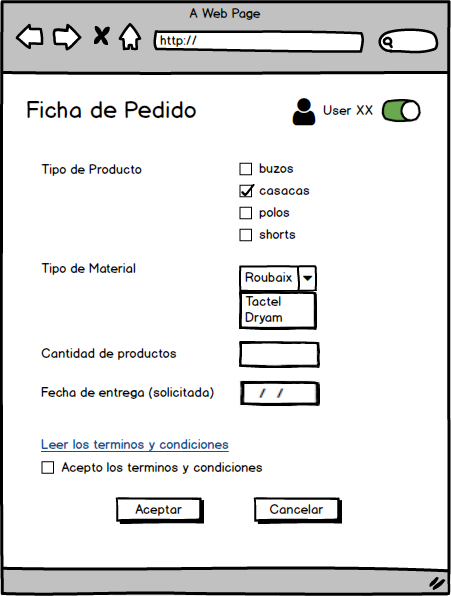 A Web Page
http://
Ficha de Pedido
User XX
Tipo de Producto
buzos
casacas
polos
shorts
Tipo de Material
Roubaix
Tactel
Dryam
Cantidad de productos
Fecha de entrega (solicitada)
/ /
Leer los terminos y condiciones
Acepto los terminos y condiciones
Aceptar
Cancelar